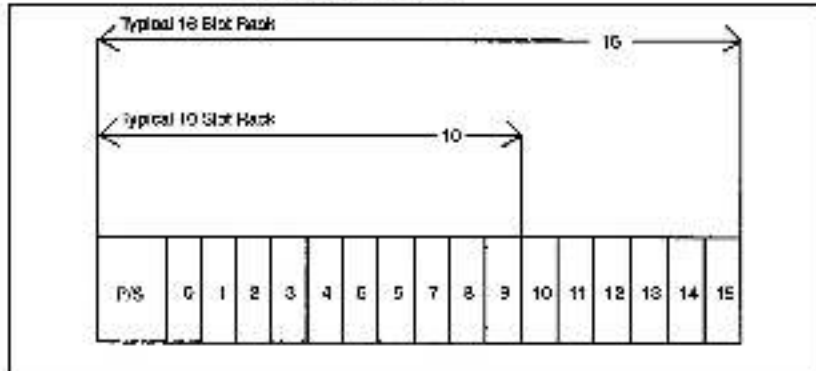 Typical 16 Slot Rack
16
Typical 10 Slot Rack
10
P/S 0 1 2 3 4 5 6 7 8 9 10 11 12 13 14 15